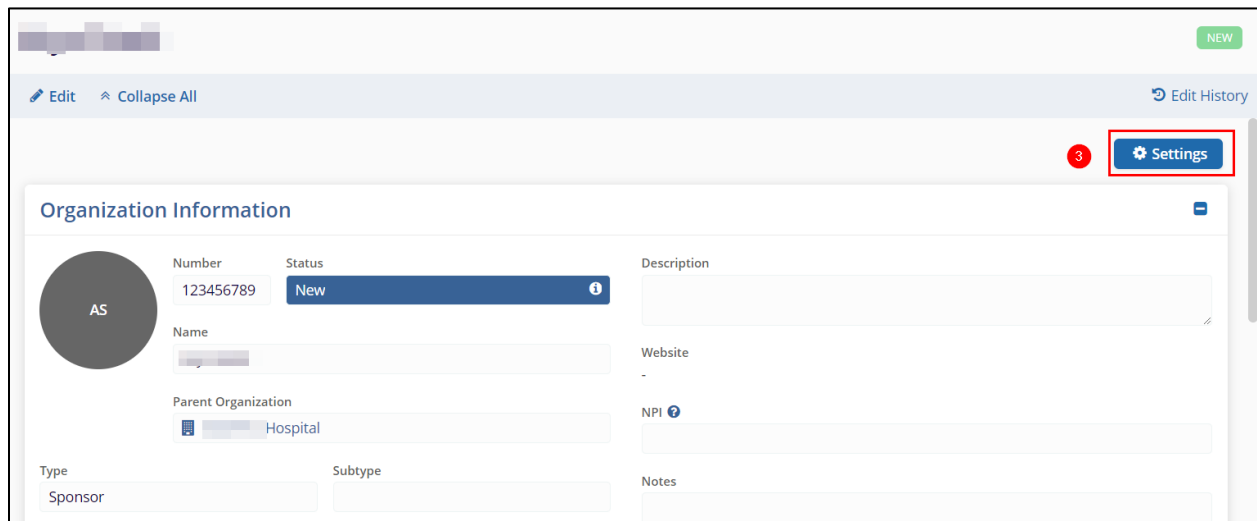 NEW
Edit Collapse All Edit History
3 Settings
Organization Information
AS
Number Status
123456789 New
Name
Parent Organization
Hospital
Type Subtype
Sponsor
Description
Website
-
NPI
Notes